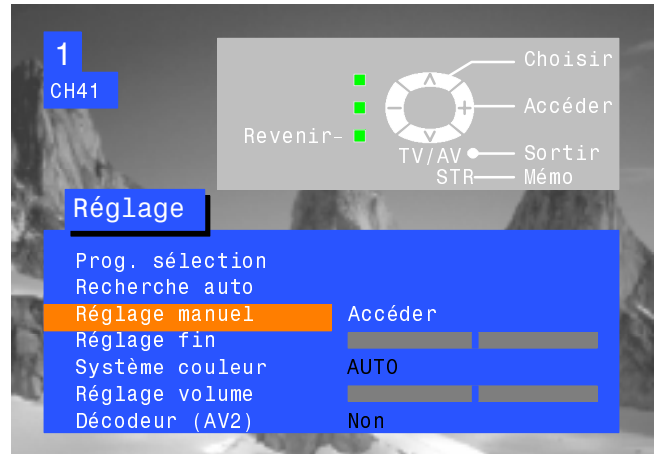 1
CH41
Choisir
Accéder
Revenir
TV/AV Sortir
STR Mémo
Réglage
Prog. sélection
Recherche auto
Réglage manuel Accéder
Réglage fin
Système couleur AUTO
Réglage volume
Décodeur (AV2) Non